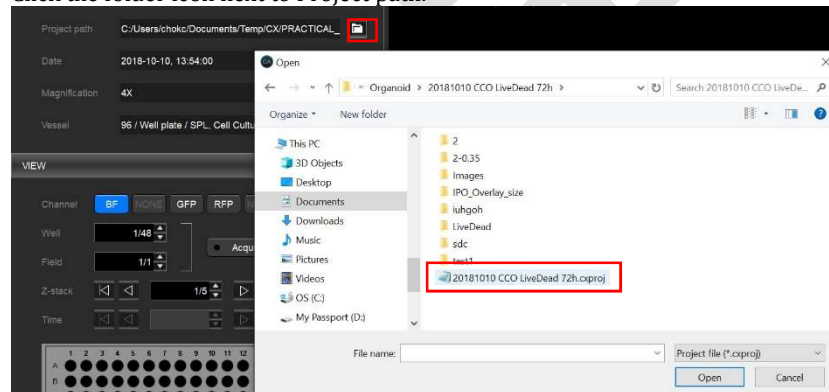 Click the folder icon next to Project path.
Project path C:/Users/chokc/Documents/Temp/CX/PRACTICAL_
Date 2018-10-10, 13:54:00
Magnification 4X
Vessel 96 / Well plate / SPL, Cell Cultu
VIEW
Channel BF NONE GFP RFP
Well 1/48
Acqu
Field 1/1
Z-stack 1/5
Time
1 2 3 4 5 6 7 8 9 10 11 12
A
B
Open
« Organoid > 20181010 CCO LiveDead 72h >
Search 20181010 CCO LiveDe...
Organize New folder
This PC
3D Objects
Desktop
Documents
Downloads
Music
Pictures
Videos
OS (C:)
My Passport (D:)
2
2-0.35
Images
IPO_Overlay_size
iuhgoh
LiveDead
sdc
test1
20181010 CCO LiveDead 72h.cxproj
File name:
Project file (*.cxproj)
Open Cancel